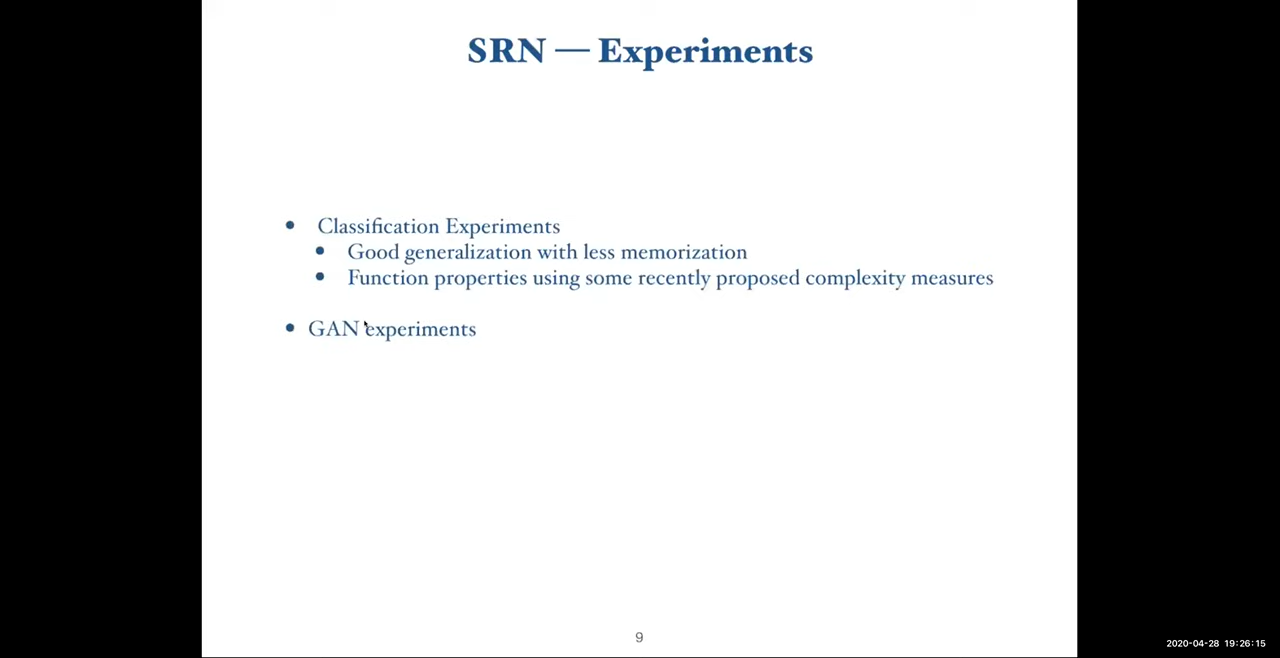 SRN — Experiments
• Classification Experiments
• Good generalization with less memorization
• Function properties using some recently proposed complexity measures
• GAN experiments
9
2020-04-28 19:26:15